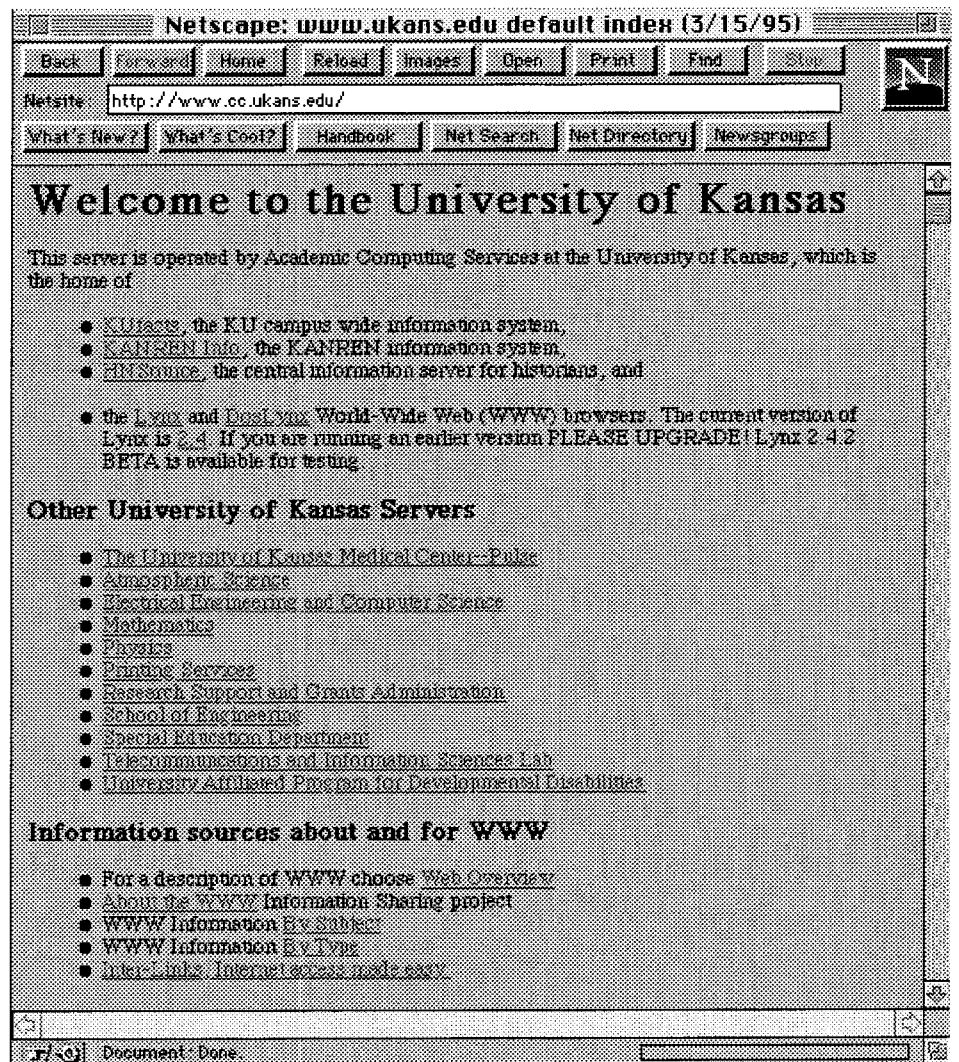 Netscape: www.ukans.edu default index (3/15/95)
Back Forward Home Reload Images Open Print Find Stop
N
Netsite: http://www.cc.ukans.edu/
What's New? What's Cool? Handbook Net Search Net Directory Newsgroups
Welcome to the University of Kansas
This server is operated by Academic Computing Services at the University of Kansas, which is
the home of
● KUfacts, the KU campus wide information system,
● KANREN Info, the KANREN information system,
● HNSource, the central information server for historians, and
● the Lynx and DosLynx World-Wide Web (WWW) browsers. The current version of
Lynx is 2.4. If you are running an earlier version PLEASE UPGRADE! Lynx 2.4.2
BETA is available for testing.
Other University of Kansas Servers
● The University of Kansas Medical Center--Pulse
● Atmospheric Science
● Electrical Engineering and Computer Science
● Mathematics
● Physics
● Printing Services
● Research Support and Grants Administration
● School of Engineering
● Special Education Department
● Telecommunications and Information Sciences Lab
● University Affiliated Program for Developmental Disabilities
Information sources about and for WWW
● For a description of WWW choose Web Overview
● About the WWW Information Sharing project
● WWW Information By Subject
● WWW Information By Type
● Inter-Links, Internet access made easy
Document: Done.